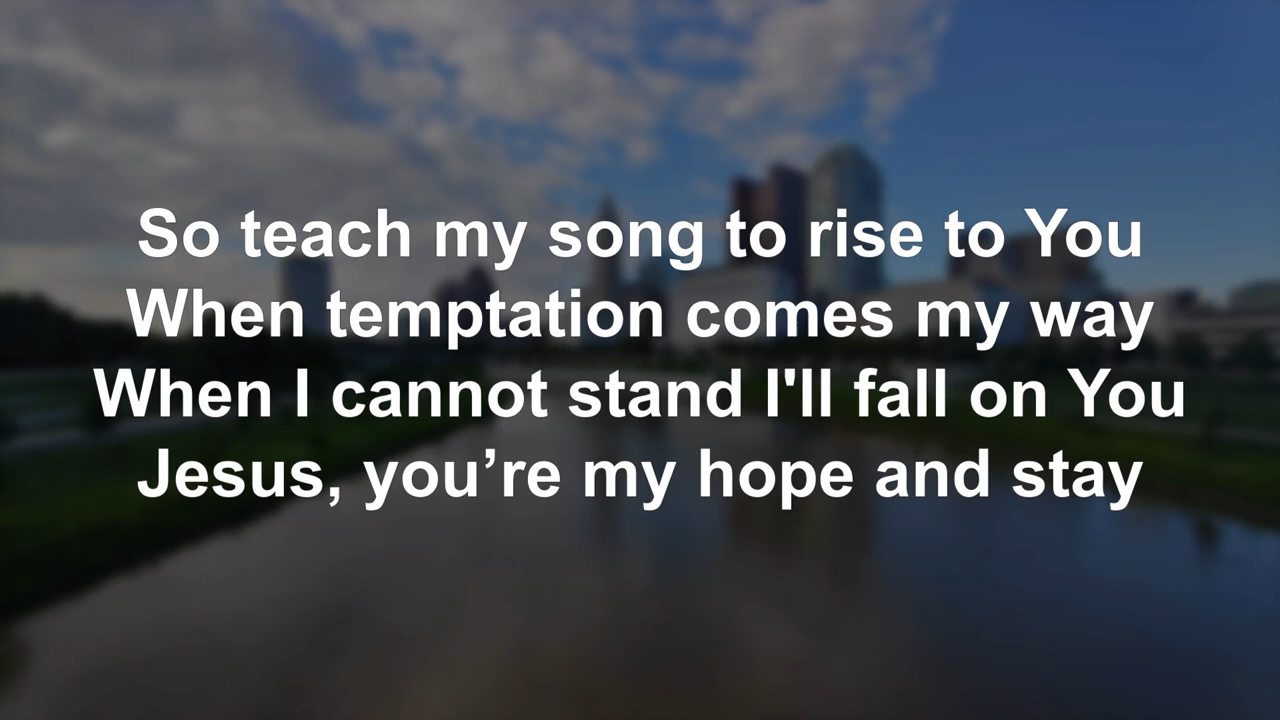 So teach my song to rise to You
When temptation comes my way
When I cannot stand I'll fall on You
Jesus, you’re my hope and stay